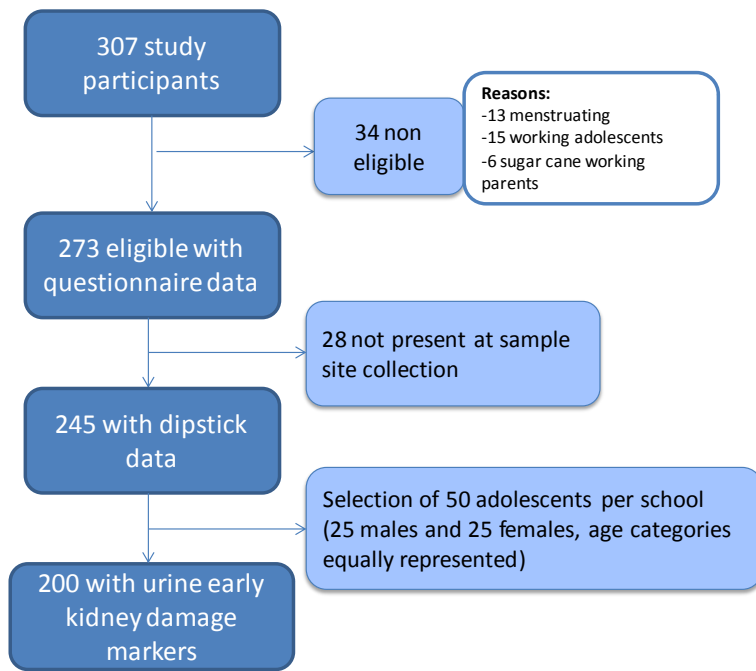 307 study
participants
34 non
eligible
Reasons:
-13 menstruating
-15 working adolescents
-6 sugar cane working
parents
273 eligible with
questionnaire data
28 not present at sample
site collection
245 with dipstick
data
Selection of 50 adolescents per school
(25 males and 25 females, age categories
equally represented)
200 with urine early
kidney damage
markers